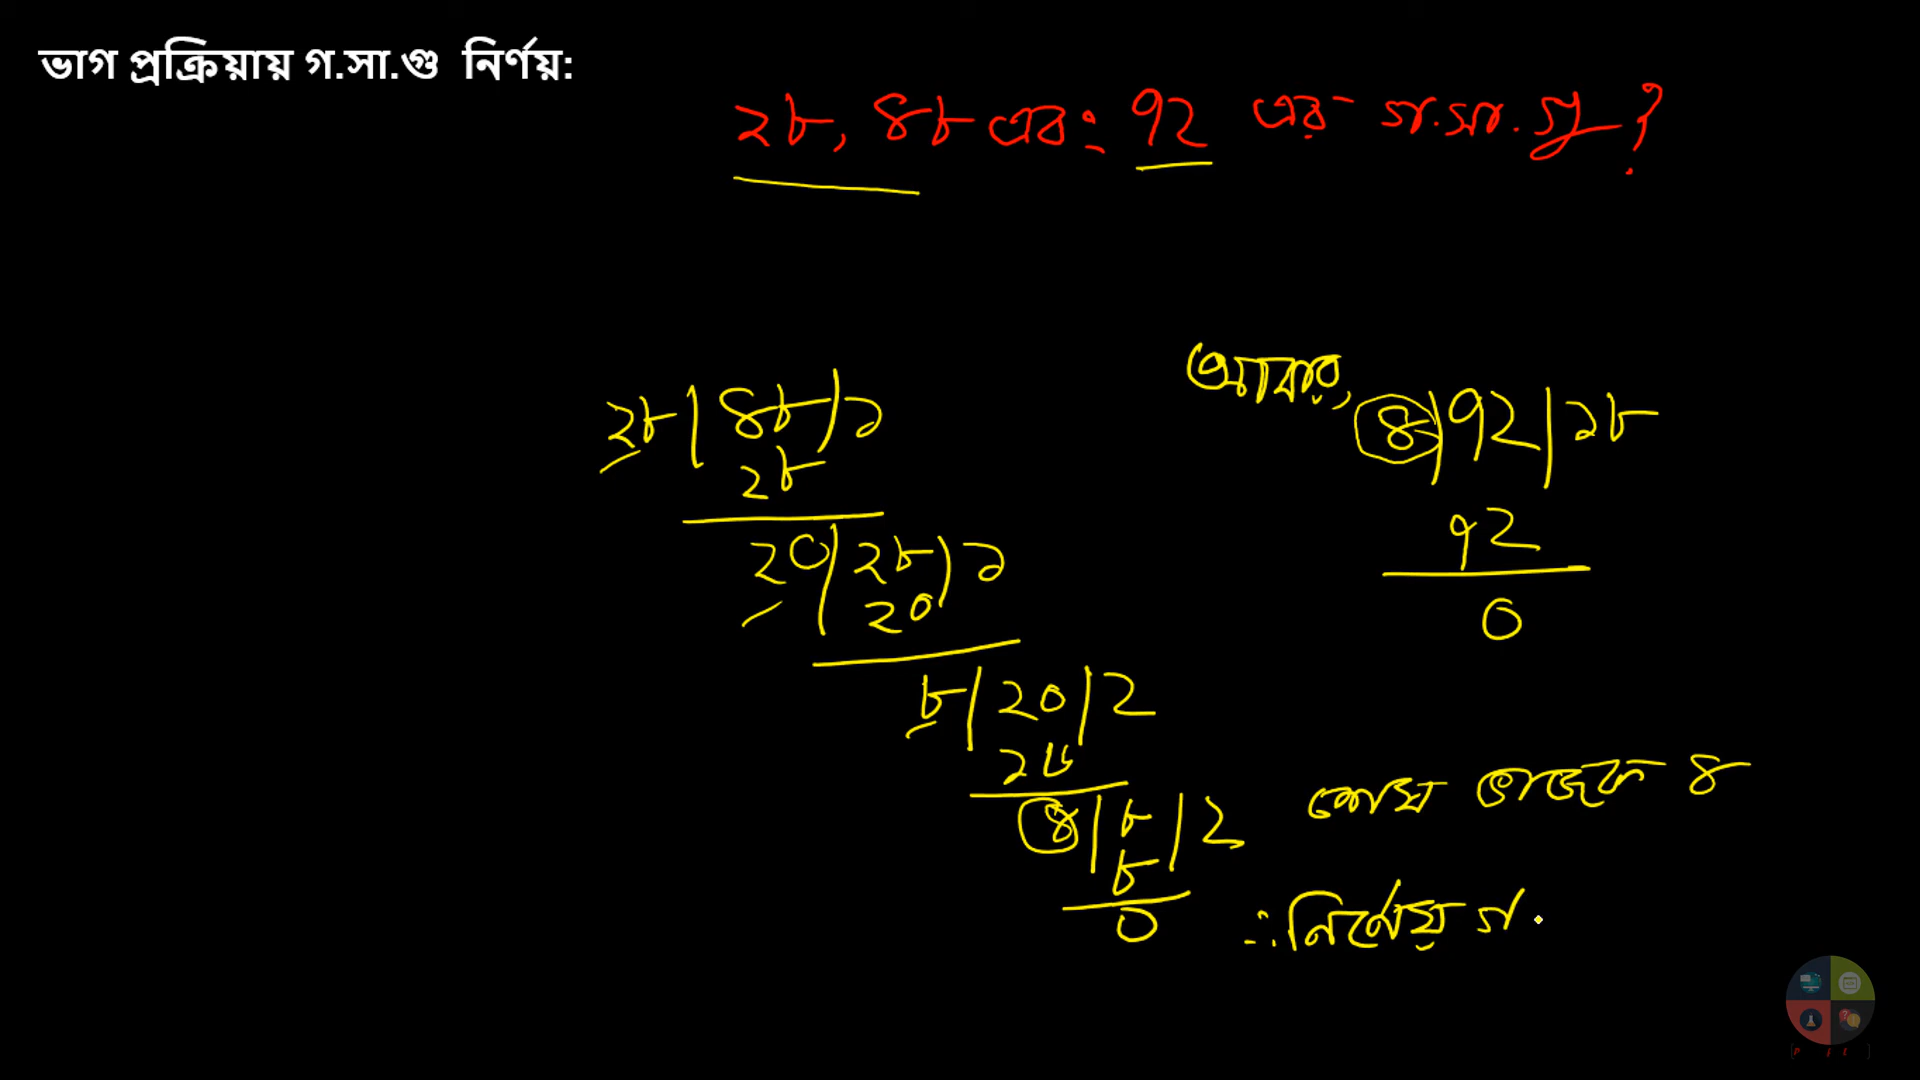 ভাগ প্রক্রিয়ায় গ.সা.গু নির্ণয়:
২৮, ৪৮ এবং ৭২ এর গ.সা.গু ?
২৮ | ৪৮ | ১
২৮
২০ | ২৮ | ১
২০
৮ | ২০ | ২
১৬
৪ | ৮ | ২
৮
০
আবার, ৪ | ৭২ | ১৮
৭২
০
শেষ ভাজক ৪
∴ নির্ণেয় গ.